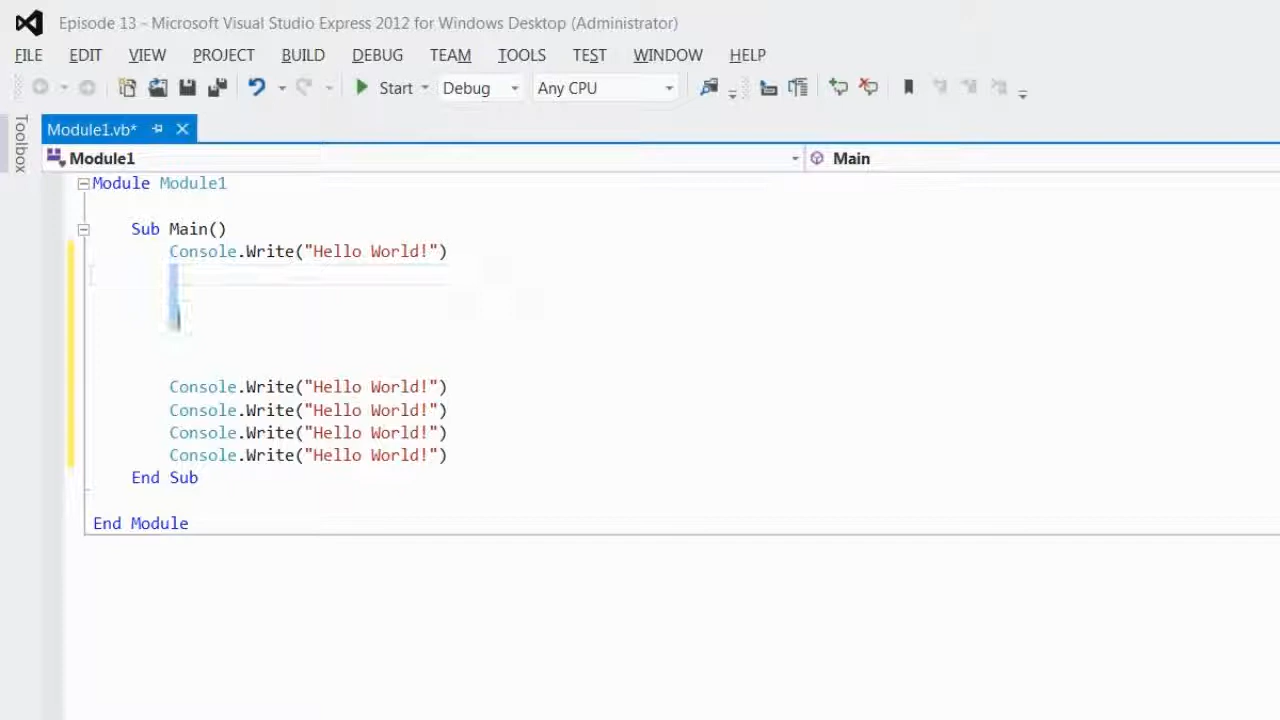 Episode 13 - Microsoft Visual Studio Express 2012 for Windows Desktop (Administrator)
FILE EDIT VIEW PROJECT BUILD DEBUG TEAM TOOLS TEST WINDOW HELP
Start Debug Any CPU
Toolbox
Module1.vb*
Module1 Main
Module Module1
Sub Main()
Console.Write("Hello World!")
Console.Write("Hello World!")
Console.Write("Hello World!")
Console.Write("Hello World!")
Console.Write("Hello World!")
End Sub
End Module